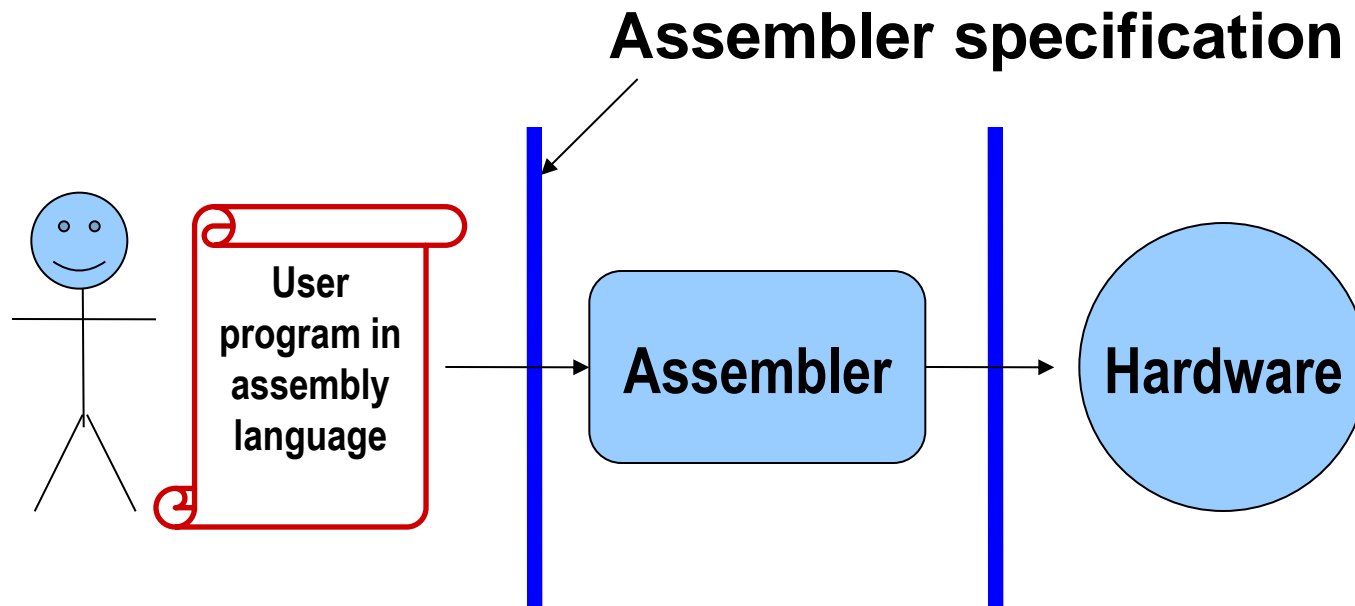 Assembler specification
User
program in
assembly
language
Assembler
Hardware